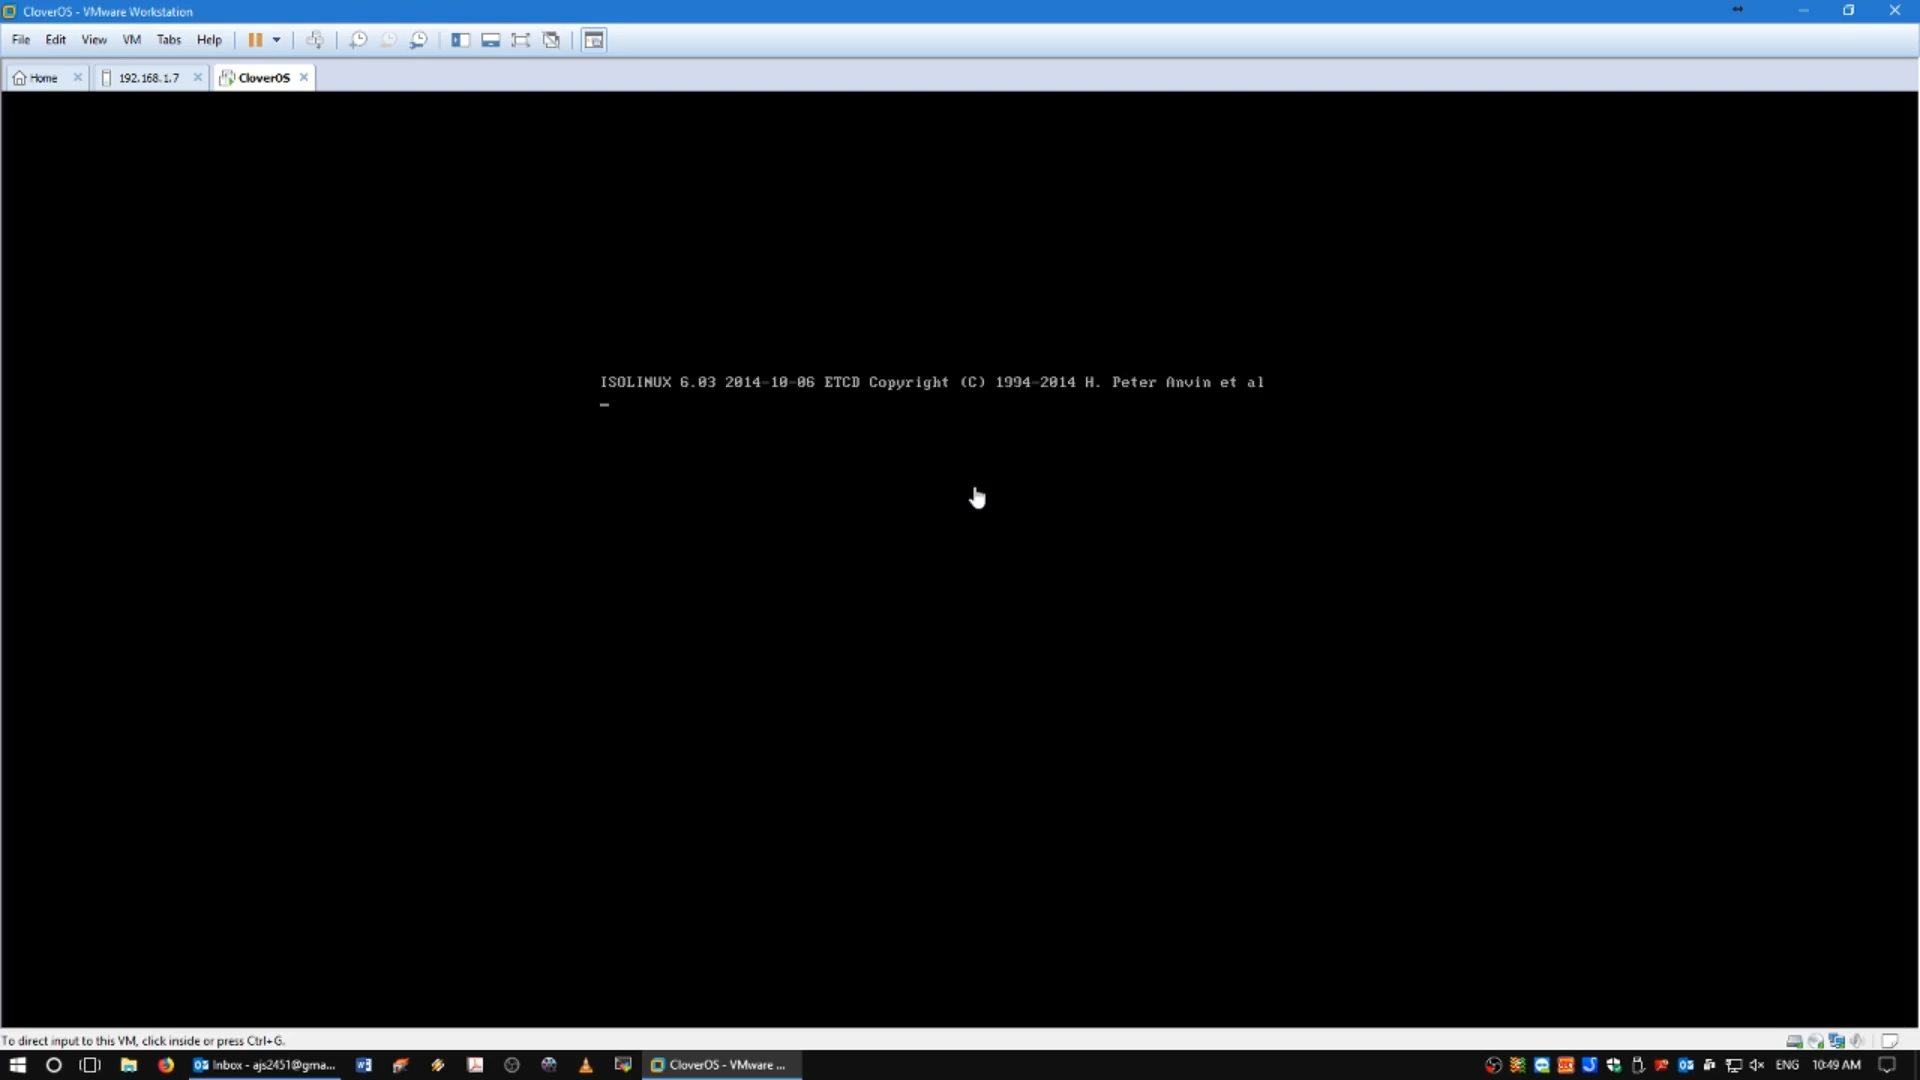 CloverOS - VMware Workstation
File Edit View VM Tabs Help
Home 192.168.1.7 CloverOS
ISOLINUX 6.03 2014-10-06 ETCD Copyright (C) 1994-2014 H. Peter Anvin et al
To direct input to this VM, click inside or press Ctrl+G.
Inbox - ajs2451@gma... CloverOS - VMware ... ENG 10:49 AM